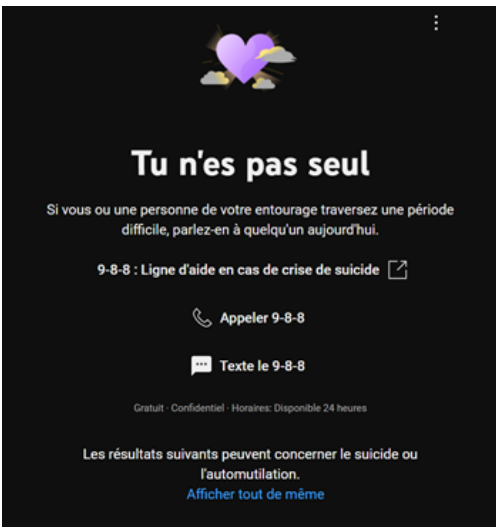 Tu n'es pas seul
Si vous ou une personne de votre entourage traversez une période
difficile, parlez-en à quelqu'un aujourd'hui.
9-8-8 : Ligne d'aide en cas de crise de suicide
Appeler 9-8-8
Texte le 9-8-8
Gratuit · Confidentiel · Horaires: Disponible 24 heures
Les résultats suivants peuvent concerner le suicide ou
l'automutilation.
Afficher tout de même